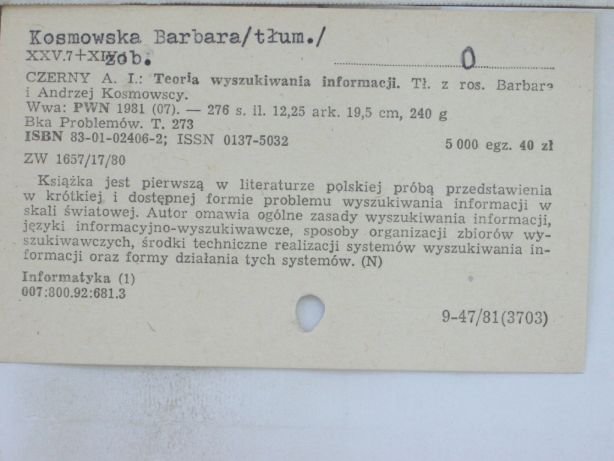 Kosmowska Barbara/tłum./
XXV.7+XIV.1 zob.
O
CZERNY A. I.: Teoria wyszukiwania informacji. Tł. z ros. Barbara
i Andrzej Kosmowscy.
Wwa: PWN 1981 (07). — 276 s. il. 12,25 ark. 19,5 cm, 240 g
Bka Problemów. T. 273
ISBN 83-01-02406-2; ISSN 0137-5032
5 000 egz. 40 zł
ZW 1657/17/80
Książka jest pierwszą w literaturze polskiej próbą przedstawienia
w krótkiej i dostępnej formie problemu wyszukiwania informacji w
skali światowej. Autor omawia ogólne zasady wyszukiwania informacji,
języki informacyjno-wyszukiwawcze, sposoby organizacji zbiorów wy-
szukiwawczych, środki techniczne realizacji systemów wyszukiwania in-
formacji oraz formy działania tych systemów. (N)
Informatyka (1)
007:800.92:681.3
9-47/81(3703)